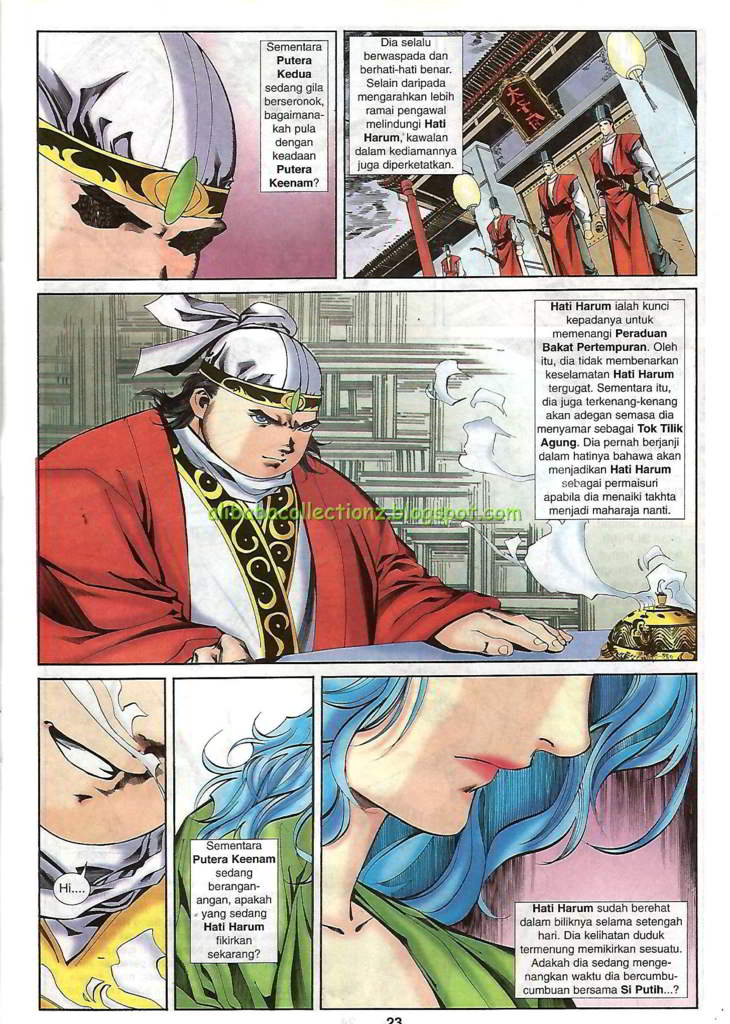 Sementara
Putera
Kedua
sedang gila
berseronok,
bagaimana-
kah pula
dengan
keadaan
Putera
Keenam?
Dia selalu
berwaspada dan
berhati-hati benar.
Selain daripada
mengarahkan lebih
ramai pengawal
melindungi Hati
Harum, kawalan
dalam kediamannya
juga diperketatkan.
Hati Harum ialah kunci
kepadanya untuk
memenangi Peraduan
Bakat Pertempuran. Oleh
itu, dia tidak membenarkan
keselamatan Hati Harum
tergugat. Sementara itu,
dia juga terkenang-kenang
akan adegan semasa dia
menyamar sebagai Tok Tilik
Agung. Dia pernah berjanji
dalam hatinya bahawa akan
menjadikan Hati Harum
sebagai permaisuri
apabila dia menaiki takhta
menjadi maharaja nanti.
alibabacollectionz.blogspot.com
Hi....
Sementara
Putera Keenam
sedang
berangan-
angan, apakah
yang sedang
Hati Harum
fikirkan
sekarang?
Hati Harum sudah berehat
dalam biliknya selama setengah
hari. Dia kelihatan duduk
termenung memikirkan sesuatu.
Adakah dia sedang menge-
nangkan waktu dia bercumbu-
cumbuan bersama Si Putih...?
23